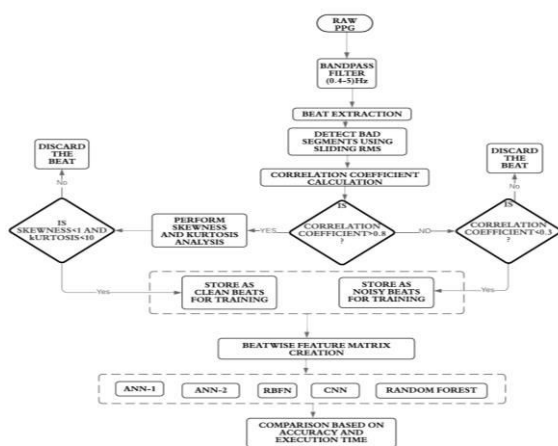 RAW
PPG
BANDPASS
FILTER
(0.4-5)Hz
BEAT EXTRACTION
DETECT BAD
SEGMENTS USING
SLIDING RMS
CORRELATION COEFFICIENT
CALCULATION
DISCARD
THE
BEAT
No
IS
SKEWNESS<1 AND
kURTOSIS<10
?
PERFORM
SKEWNESS
AND KURTOSIS
ANALYSIS
YES
IS
CORRELATION
COEFFICIENT>0.8
?
NO
IS
CORRELATION
COEFFICIENT<0.3
?
No
DISCARD
THE
BEAT
Yes
STORE AS
CLEAN BEATS
FOR TRAINING
STORE AS
NOISY BEATS
FOR TRAINING
Yes
BEATWISE FEATURE MATRIX
CREATION
ANN-1
ANN-2
RBFN
CNN
RANDOM FOREST
COMPARISON BASED ON
ACCURACY AND
EXECUTION TIME